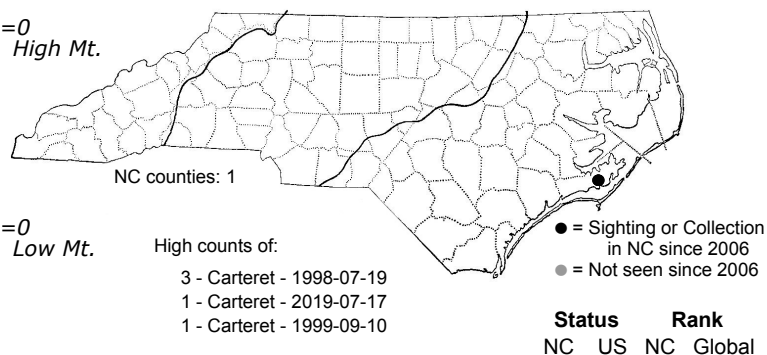 =0
High Mt.
NC counties: 1
=0
Low Mt.
High counts of:
3 - Carteret - 1998-07-19
1 - Carteret - 2019-07-17
1 - Carteret - 1999-09-10
● = Sighting or Collection
in NC since 2006
● = Not seen since 2006
Status Rank
NC US NC Global